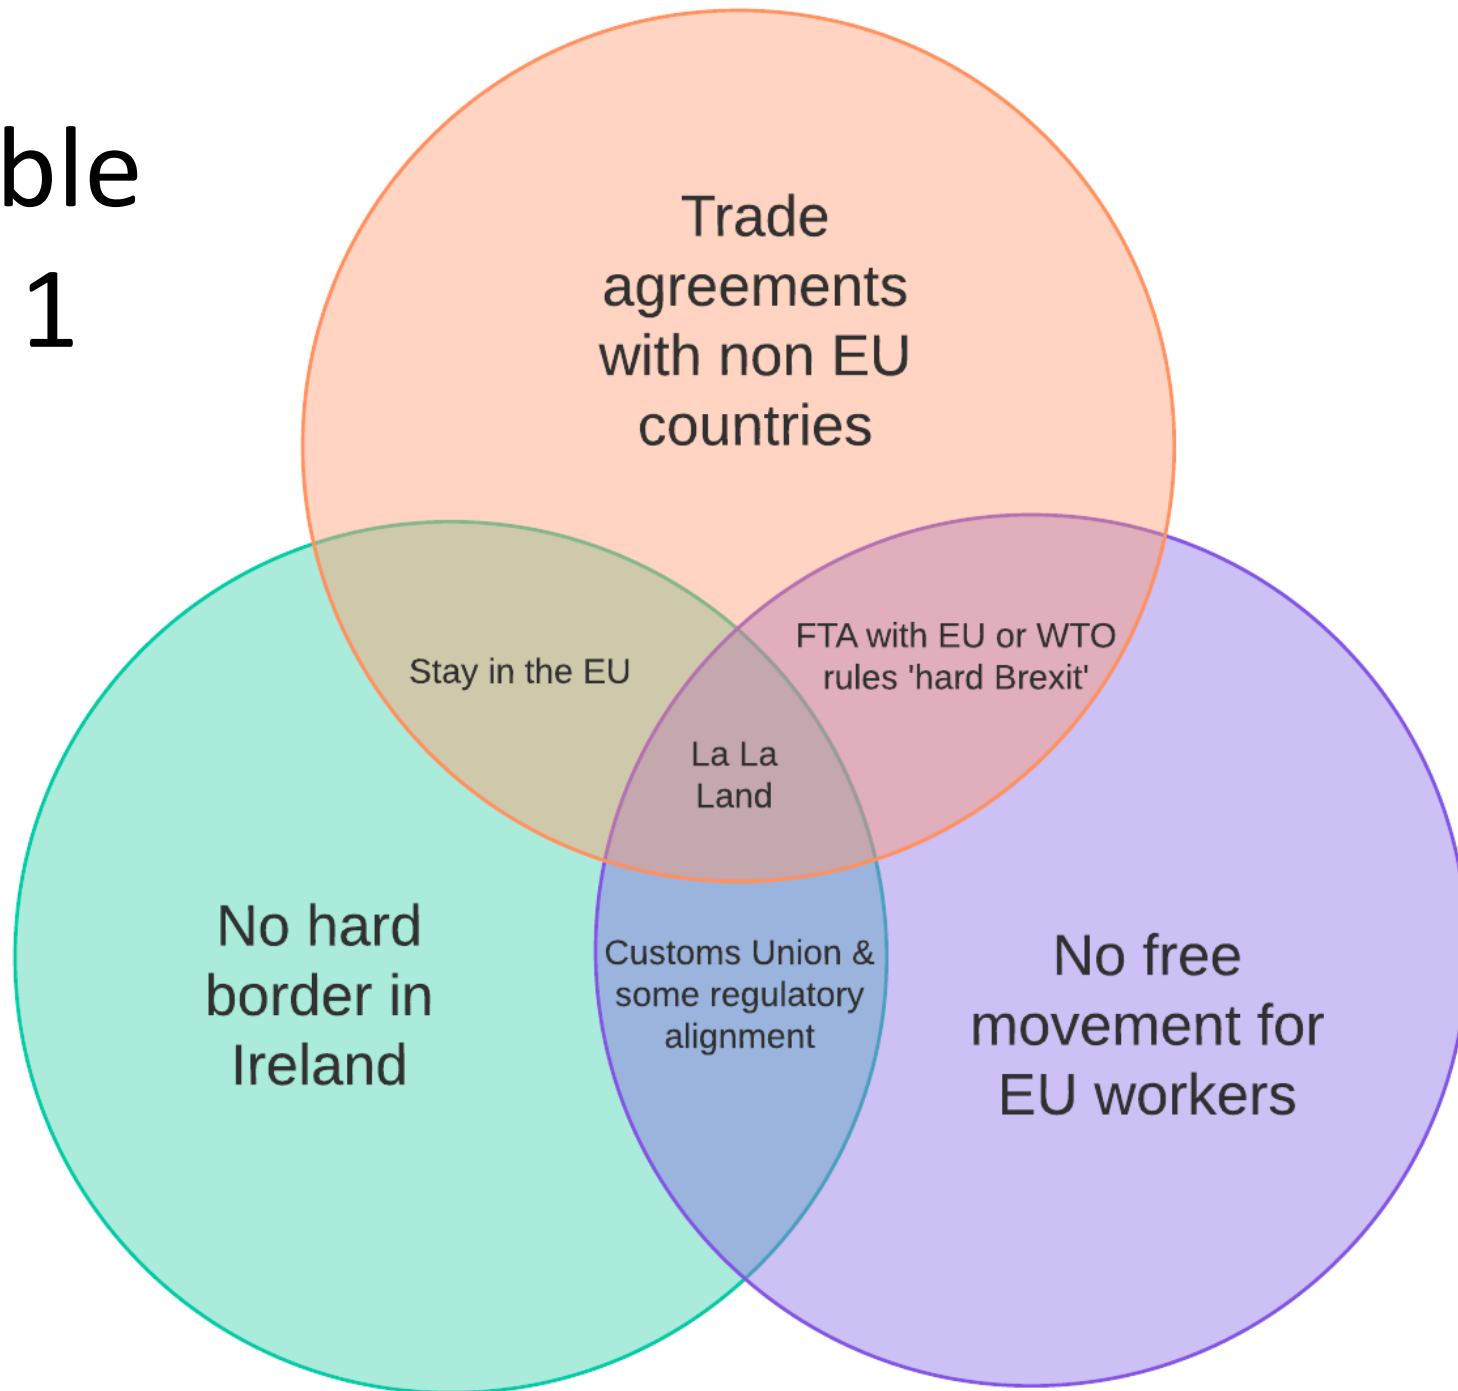 ble
1
Trade
agreements
with non EU
countries
Stay in the EU
FTA with EU or WTO
rules 'hard Brexit'
La La
Land
No hard
border in
Ireland
Customs Union &
some regulatory
alignment
No free
movement for
EU workers